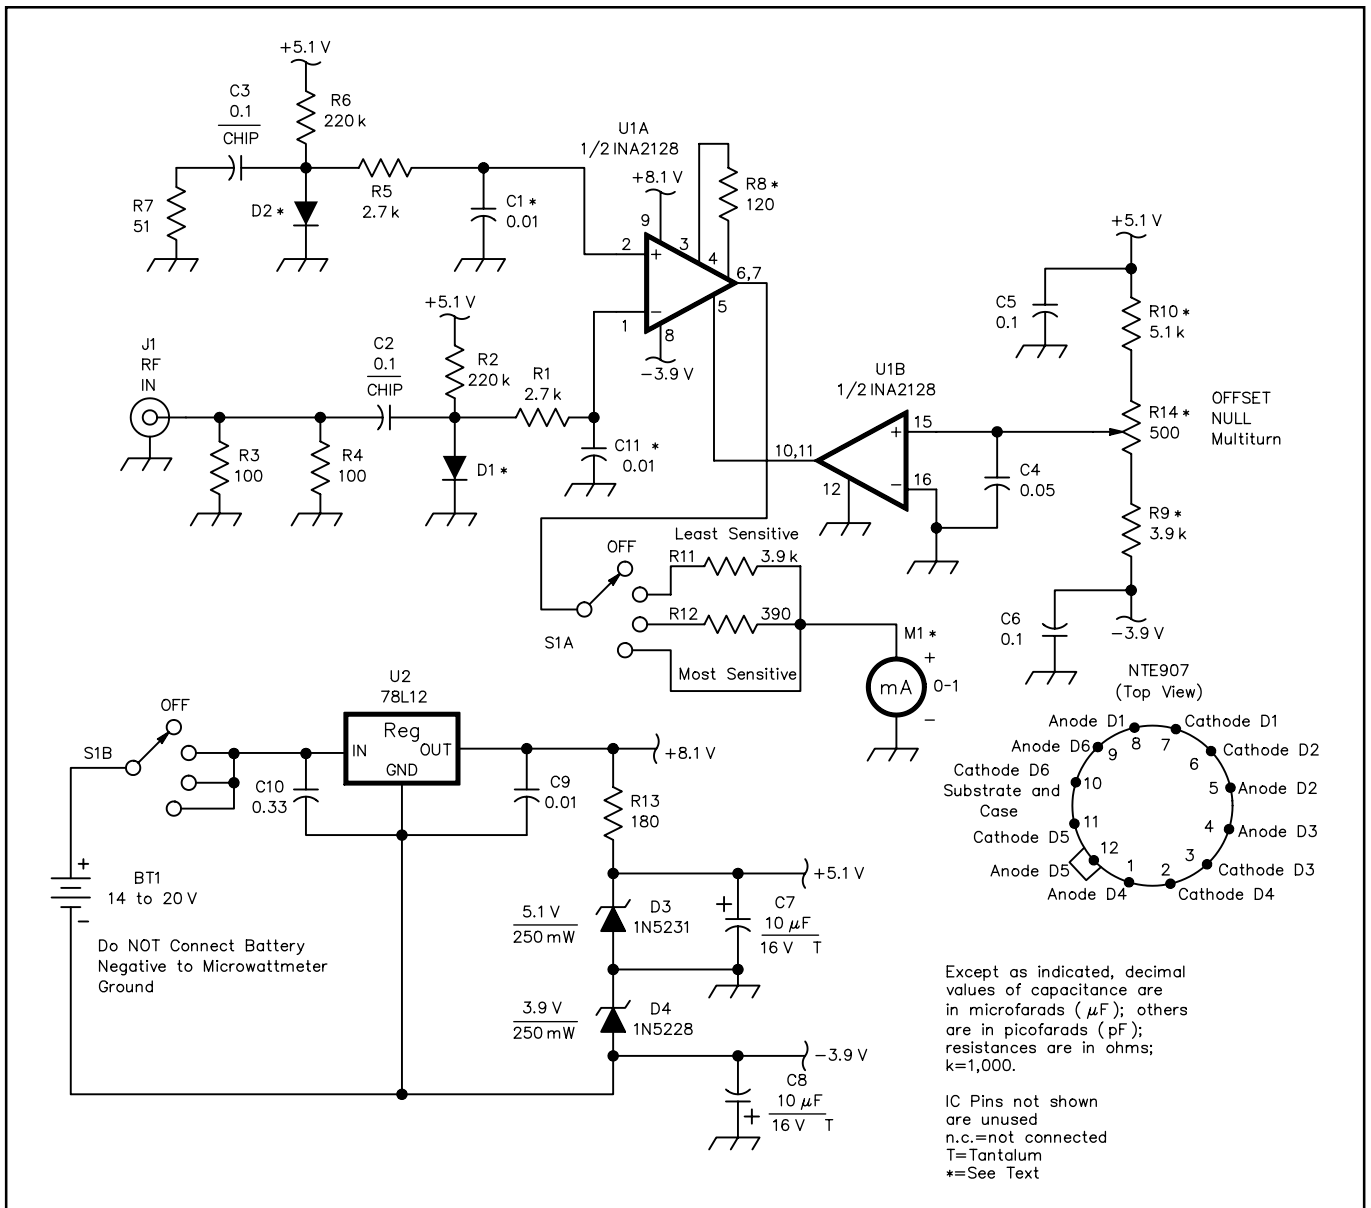 +5.1 V
C3
0.1
CHIP
R6
220 k
R7
51
D2 *
R5
2.7 k
C1 *
0.01
U1A
1/2 INA2128
+8.1 V
9
2
+
3
4
R8 *
120
6,7
5
1
−
8
−3.9 V
J1
RF
IN
R3
100
R4
100
C2
0.1
CHIP
+5.1 V
R2
220 k
D1 *
R1
2.7 k
C11 *
0.01
U1B
1/2 INA2128
10,11
12
+
15
−
16
C4
0.05
+5.1 V
C5
0.1
R10 *
5.1 k
R14 *
500
OFFSET
NULL
Multiturn
R9 *
3.9 k
C6
0.1
−3.9 V
OFF
S1A
Least Sensitive
R11
3.9 k
R12
390
Most Sensitive
M1 *
+
mA
0-1
−
OFF
S1B
C10
0.33
U2
78L12
Reg
IN
OUT
GND
C9
0.01
+8.1 V
R13
180
+
BT1
14 to 20 V
−
Do NOT Connect Battery
Negative to Microwattmeter
Ground
5.1 V
250 mW
D3
1N5231
+5.1 V
+
C7
10 µF
16 V T
3.9 V
250 mW
D4
1N5228
−3.9 V
C8
+
10 µF
16 V T
NTE907
(Top View)
Anode D1
8
7
Cathode D1
Anode D6
9
6
Cathode D2
Cathode D6
Substrate and
Case
10
5
Anode D2
Cathode D5
11
4
Anode D3
Anode D5
12
3
Cathode D3
Anode D4
1
2
Cathode D4
Except as indicated, decimal
values of capacitance are
in microfarads ( µF); others
are in picofarads ( pF);
resistances are in ohms;
k=1,000.
IC Pins not shown
are unused
n.c.=not connected
T=Tantalum
*=See Text